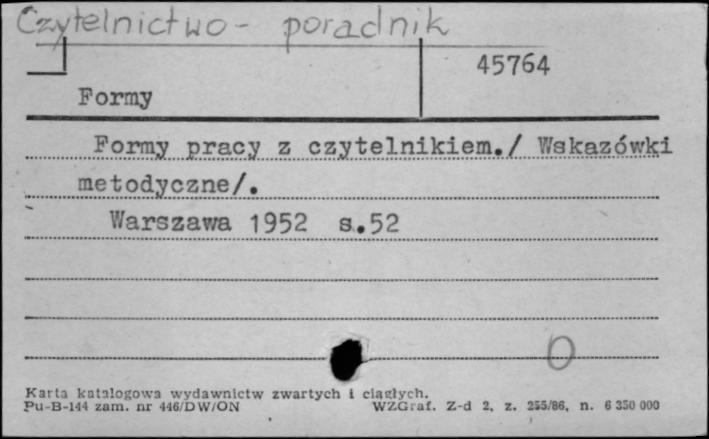 Czytelnictwo - poradnik
45764
Formy
Formy pracy z czytelnikiem./ Wskazówki
metodyczne/.
Warszawa 1952 s.52
O
Karta katalogowa wydawnictw zwartych i ciągłych.
Pu-B-144 zam. nr 446/DW/ON WZGraf. Z-d 2, z. 255/86, n. 6 350 000